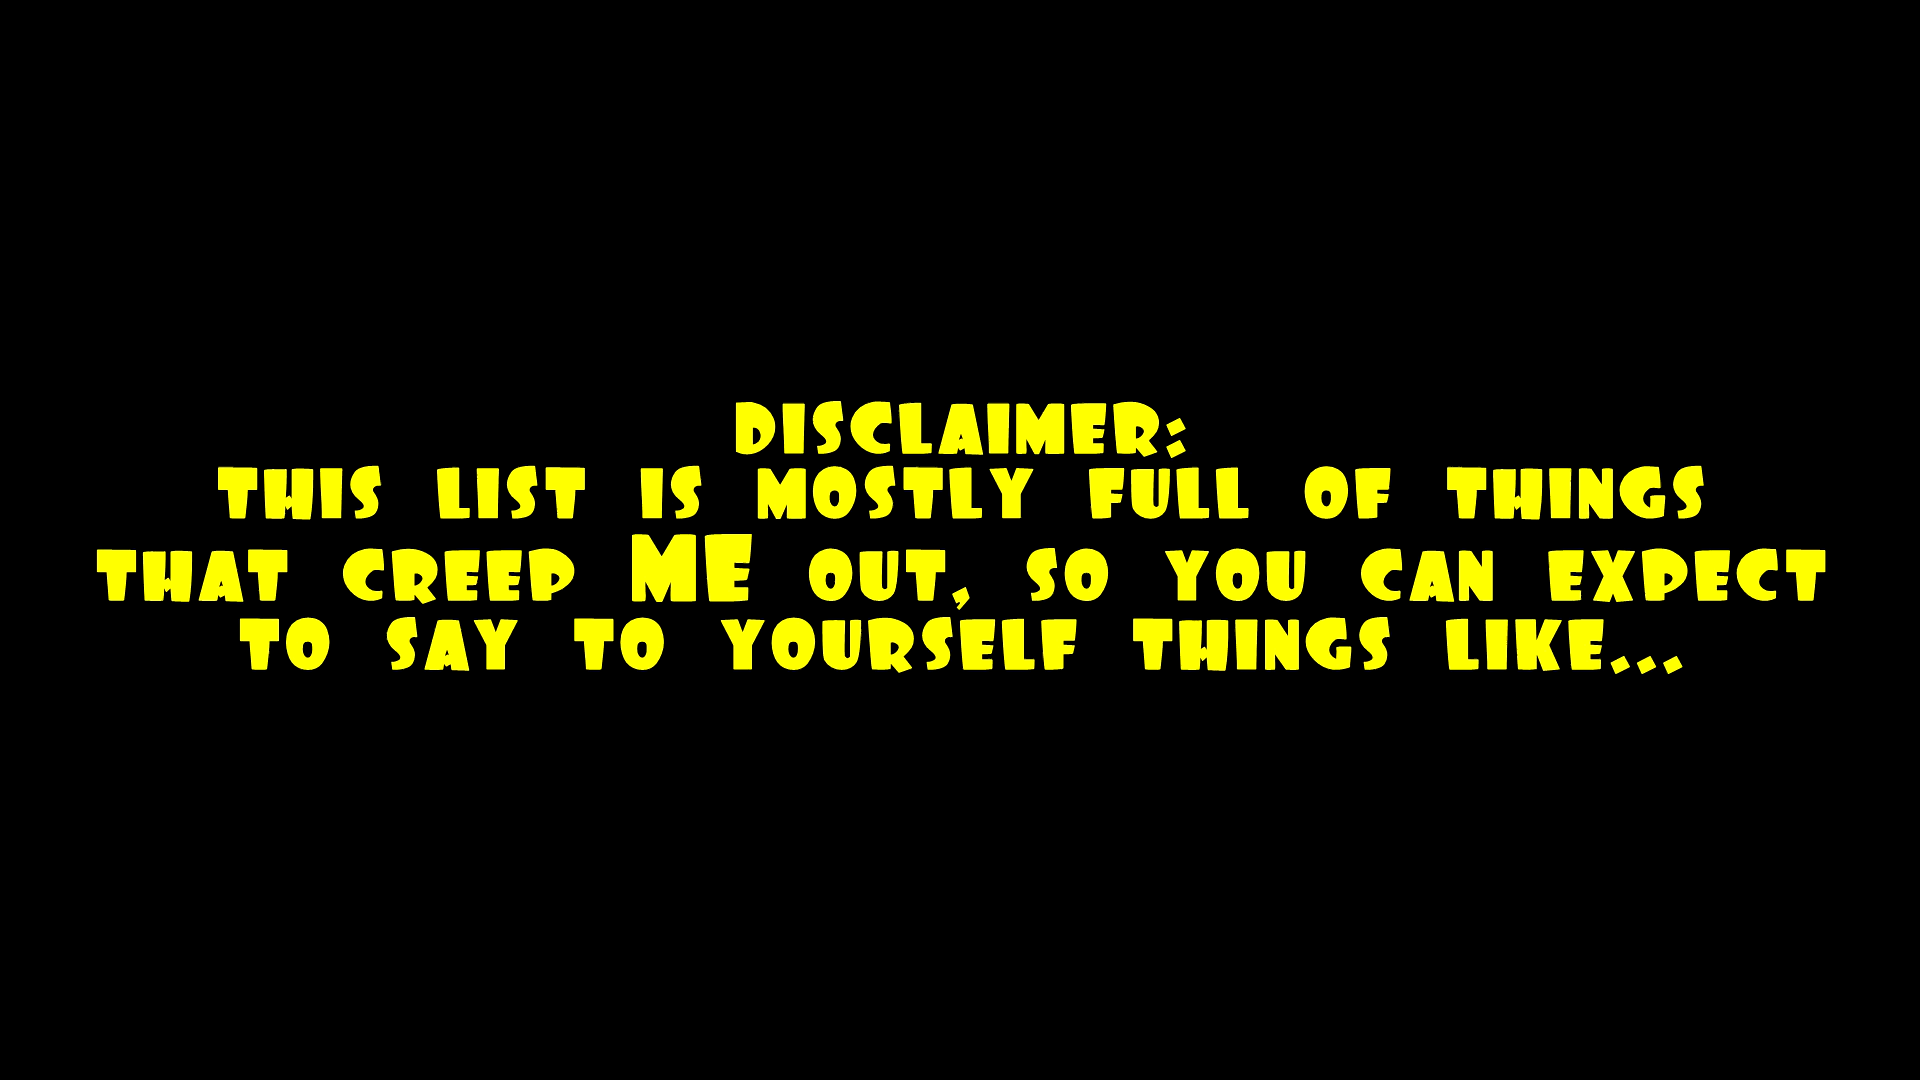 DISCLAIMER:
THIS LIST IS MOSTLY FULL OF THINGS
THAT CREEP ME OUT, SO YOU CAN EXPECT
TO SAY TO YOURSELF THINGS LIKE...